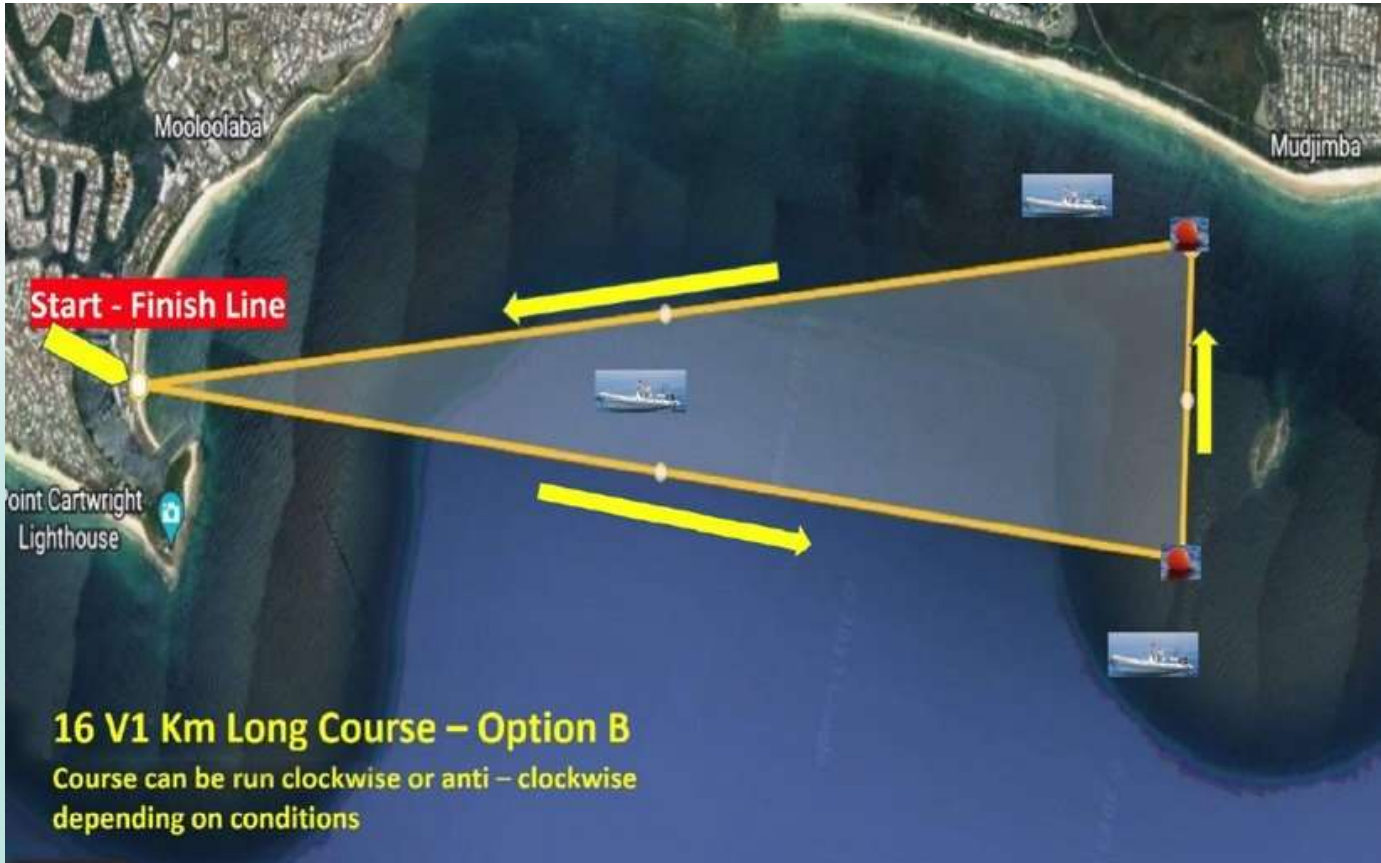 Mooloolaba
Mudjimba
Start - Finish Line
Point Cartwright
Lighthouse
16 V1 Km Long Course – Option B
Course can be run clockwise or anti – clockwise
depending on conditions